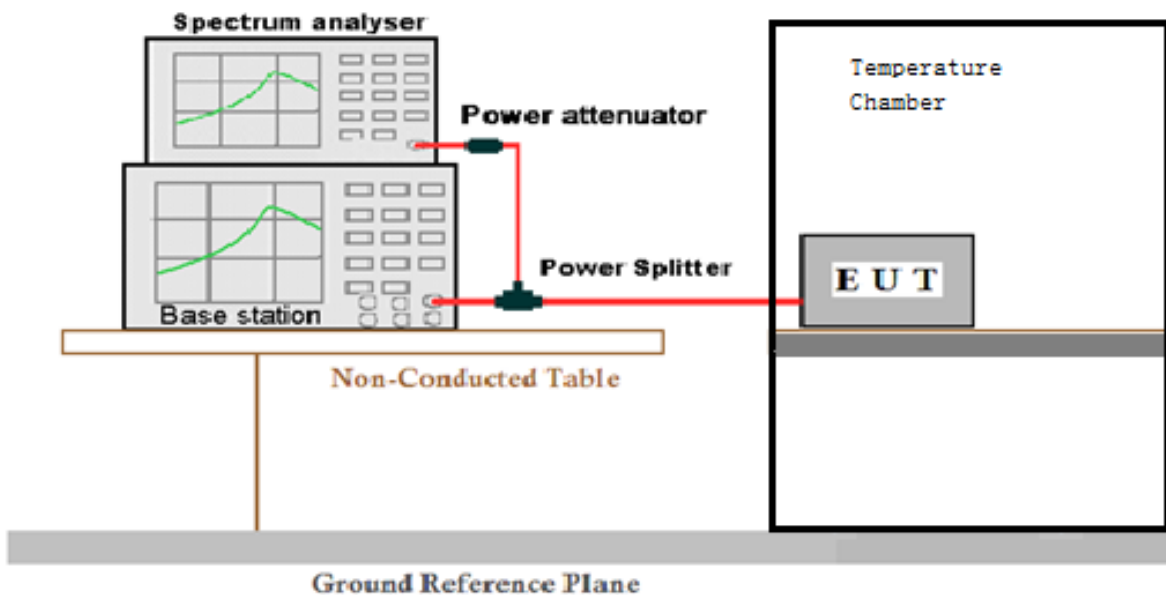 Spectrum analyser
Temperature
Chamber
Power attenuator
Power Splitter
E U T
Base station
Non-Conducted Table
Ground Reference Plane